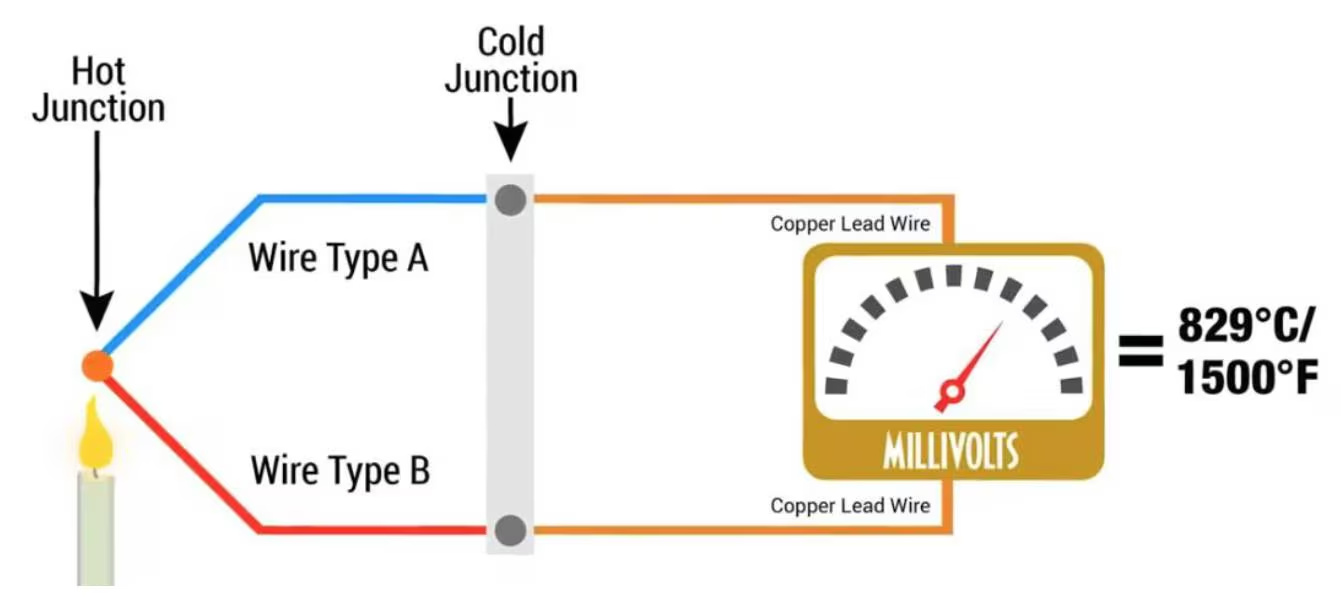 Hot
Junction
Cold
Junction
Wire Type A
Copper Lead Wire
= 829°C/
1500°F
MILLIVOLTS
Wire Type B
Copper Lead Wire